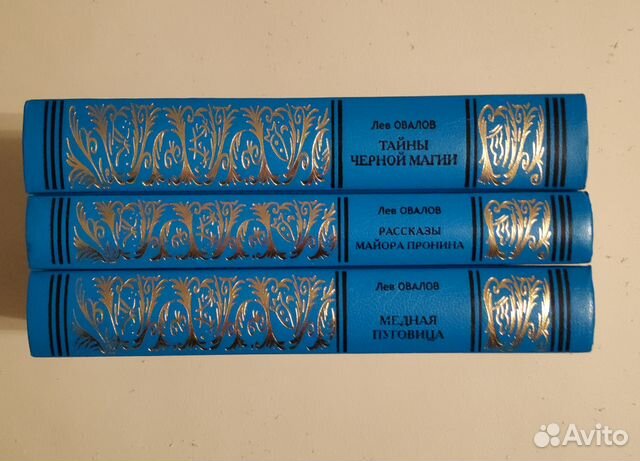 Лев ОВАЛОВ
ТАЙНЫ
ЧЕРНОЙ МАГИИ
Лев ОВАЛОВ
РАССКАЗЫ
МАЙОРА ПРОНИНА
Лев ОВАЛОВ
МЕДНАЯ
ПУГОВИЦА
Avito